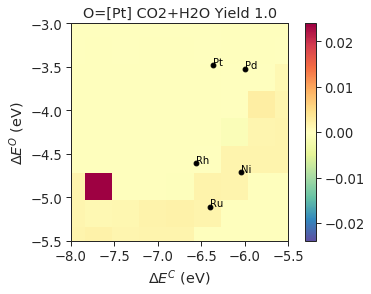 O=[Pt] CO2+H2O Yield 1.0
−3.0
−3.5
−4.0
−4.5
−5.0
−5.5
ΔE^O (eV)
Pt
Pd
Rh
Ni
Ru
−8.0 −7.5 −7.0 −6.5 −6.0 −5.5
ΔE^C (eV)
0.02
0.01
0.00
−0.01
−0.02